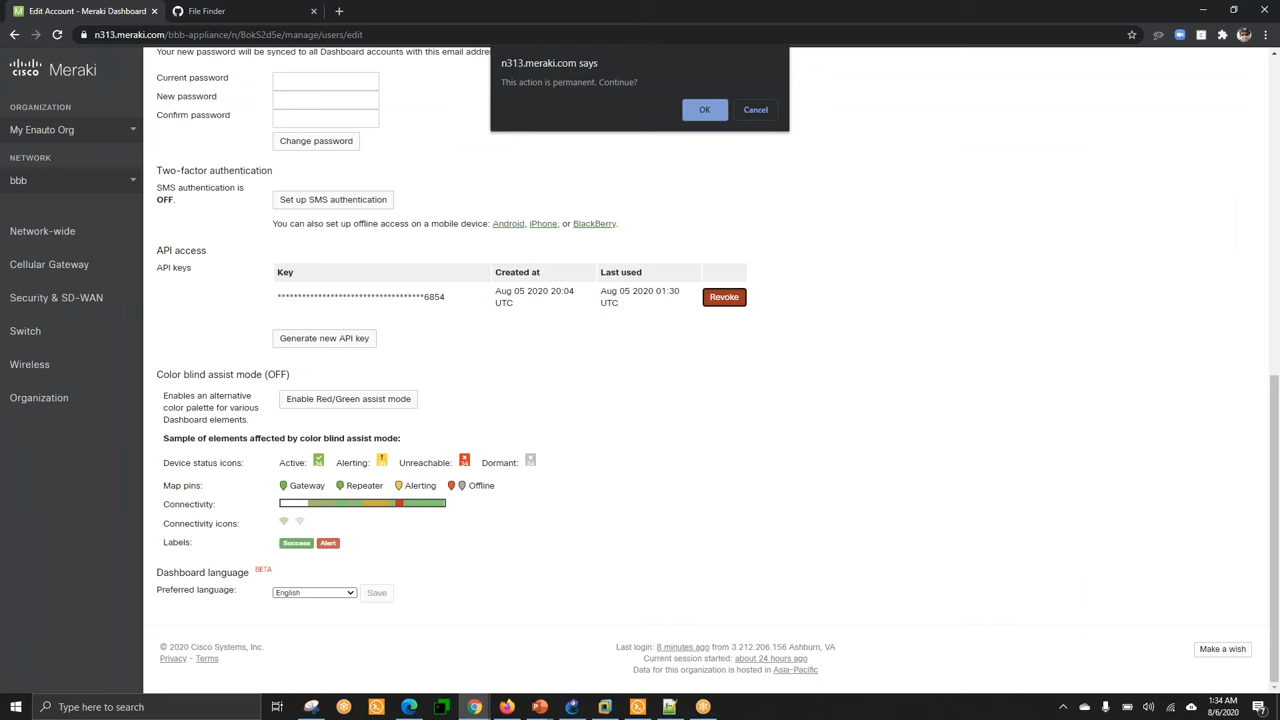 Edit Dashboard Account - Meraki
n313.meraki.com/bbb-appliance/n/BokS2d5/manage/users/edit
n313.meraki.com says
This action is permanent. Continue?
OK
Cancel
cisco Meraki
ORGANIZATION
My Enauto Org
NETWORK
bbb
Network-wide
Cellular Gateway
Security & SD-WAN
Switch
Wireless
Organization
Your new password will be synced to all Dashboard accounts with this email
Current password
New password
Confirm password
Change password
Two-factor authentication
SMS authentication is
OFF.
Set up SMS authentication
You can also set up offline access on a mobile device: Android, iPhone, or BlackBerry.
API access
API keys
Key Created at Last used
************************************6854 Aug 05 2020 20:04 UTC Aug 05 2020 01:30 UTC Revoke
Generate new API key
Color blind assist mode (OFF)
Enables an alternative
color palette for various
Dashboard elements.
Enable Red/Green assist mode
Sample of elements affected by color blind assist mode:
Device status icons: Active: Alerting: Unreachable: Dormant:
Map pins: Gateway Repeater Alerting Offline
Connectivity:
Connectivity icons:
Labels: Success Alert
Dashboard language BETA
Preferred language: English Save
© 2020 Cisco Systems, Inc.
Privacy - Terms
Last login: 8 minutes ago from 3.212.206.156 Ashburn, VA
Current session started: about 24 hours ago
Data for this organization is hosted in Asia-Pacific
Make a wish
Type here to search
1:34 AM
8/6/2020